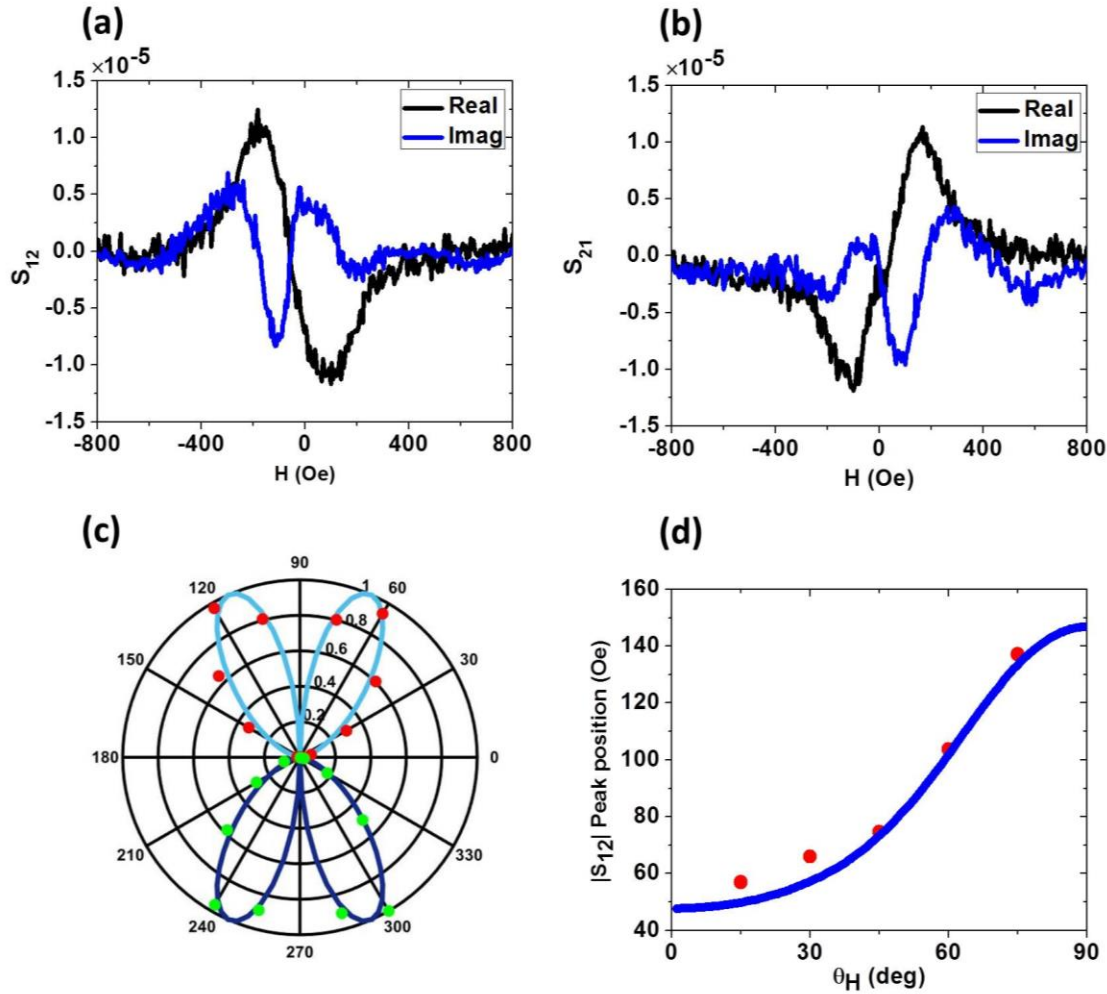 (a)
×10⁻⁵
1.5
1.0
0.5
0.0
-0.5
-1.0
-1.5
S₁₂
Real
Imag
-800 -400 0 400 800
H (Oe)
(b)
×10⁻⁵
1.5
1.0
0.5
0.0
-0.5
-1.0
-1.5
S₂₁
Real
Imag
-800 -400 0 400 800
H (Oe)
(c)
90
120 1 60
0.8
150 0.6 30
0.4
0.2
180 0
210 330
240 300
270
(d)
160
140
120
100
80
60
40
|S₁₂| Peak position (Oe)
0 30 60 90
θH (deg)